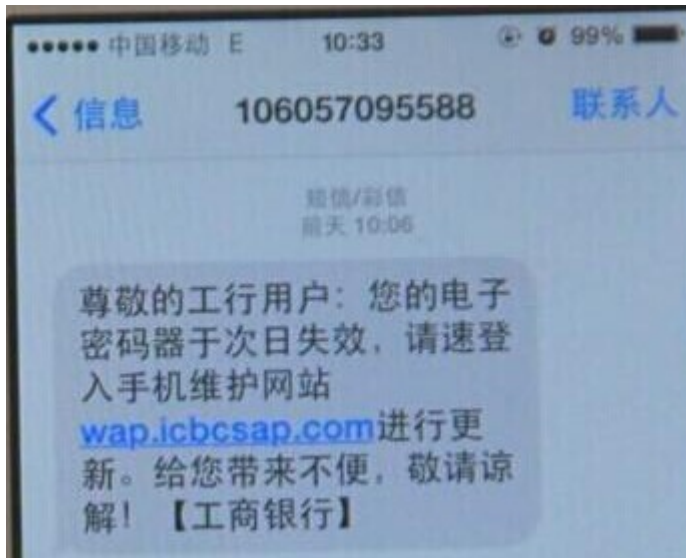 中国移动 E 10:33 99%
信息 106057095588 联系人
短信/彩信
前天 10:06
尊敬的工行用户：您的电子
密码器于次日失效，请速登
入手机维护网站
wap.icbcsap.com进行更
新。给您带来不便，敬请谅
解！【工商银行】